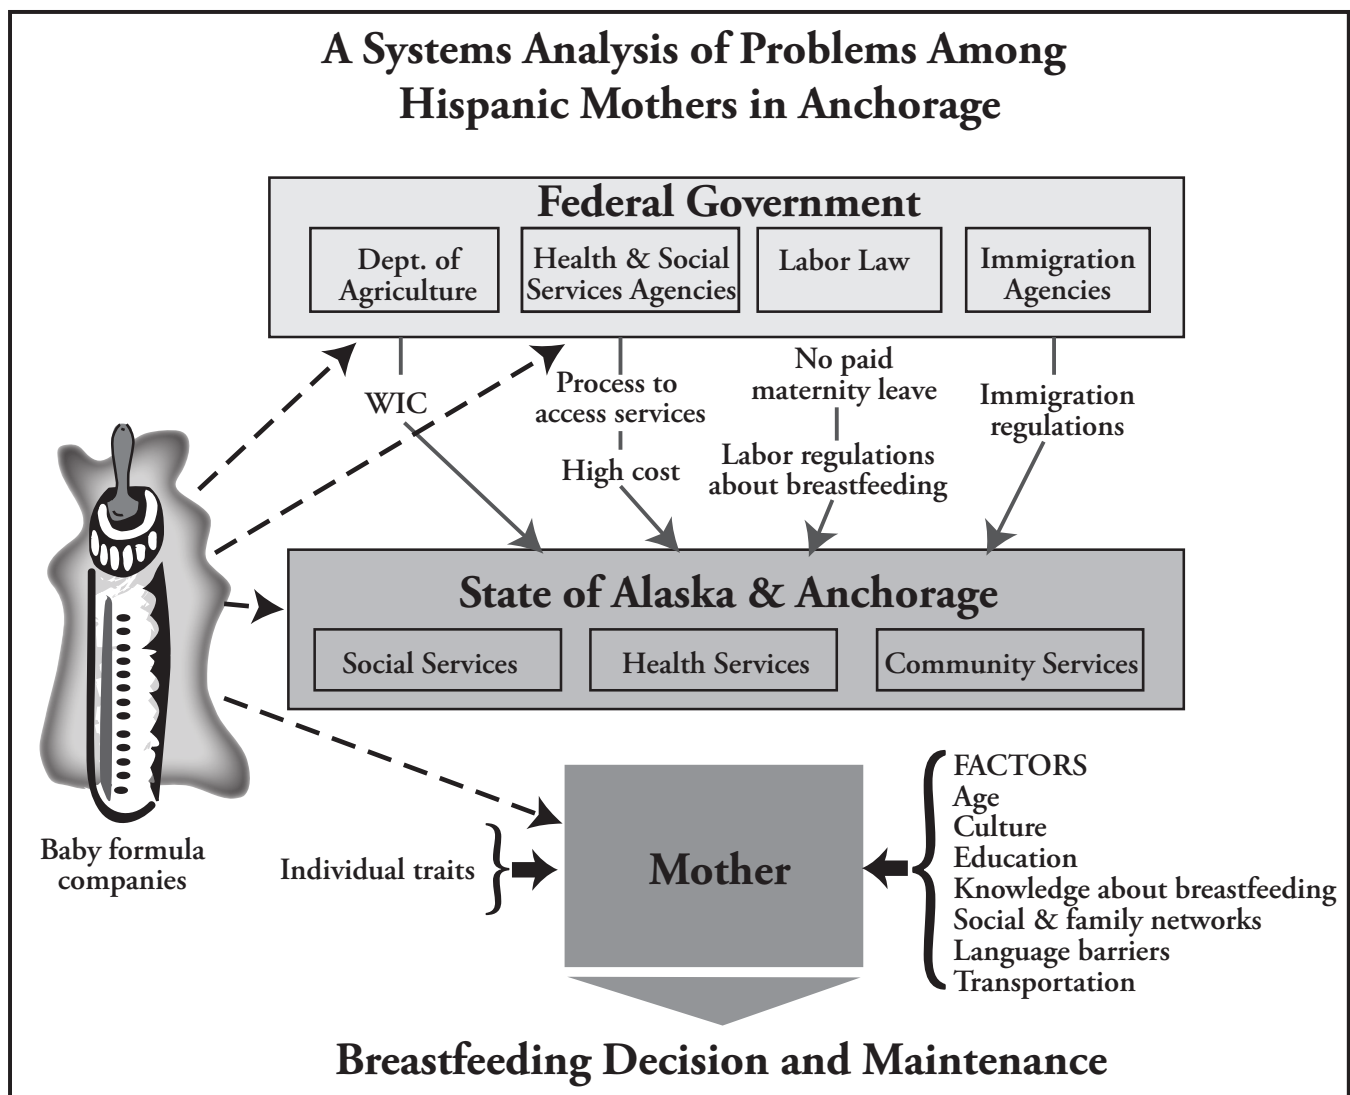 A Systems Analysis of Problems Among
Hispanic Mothers in Anchorage
Federal Government
Dept. of
Agriculture
Health & Social
Services Agencies
Labor Law
Immigration
Agencies
WIC
Process to
access services
High cost
No paid
maternity leave
Labor regulations
about breastfeeding
Immigration
regulations
State of Alaska & Anchorage
Social Services
Health Services
Community Services
Baby formula
companies
Individual traits
Mother
FACTORS
Age
Culture
Education
Knowledge about breastfeeding
Social & family networks
Language barriers
Transportation
Breastfeeding Decision and Maintenance